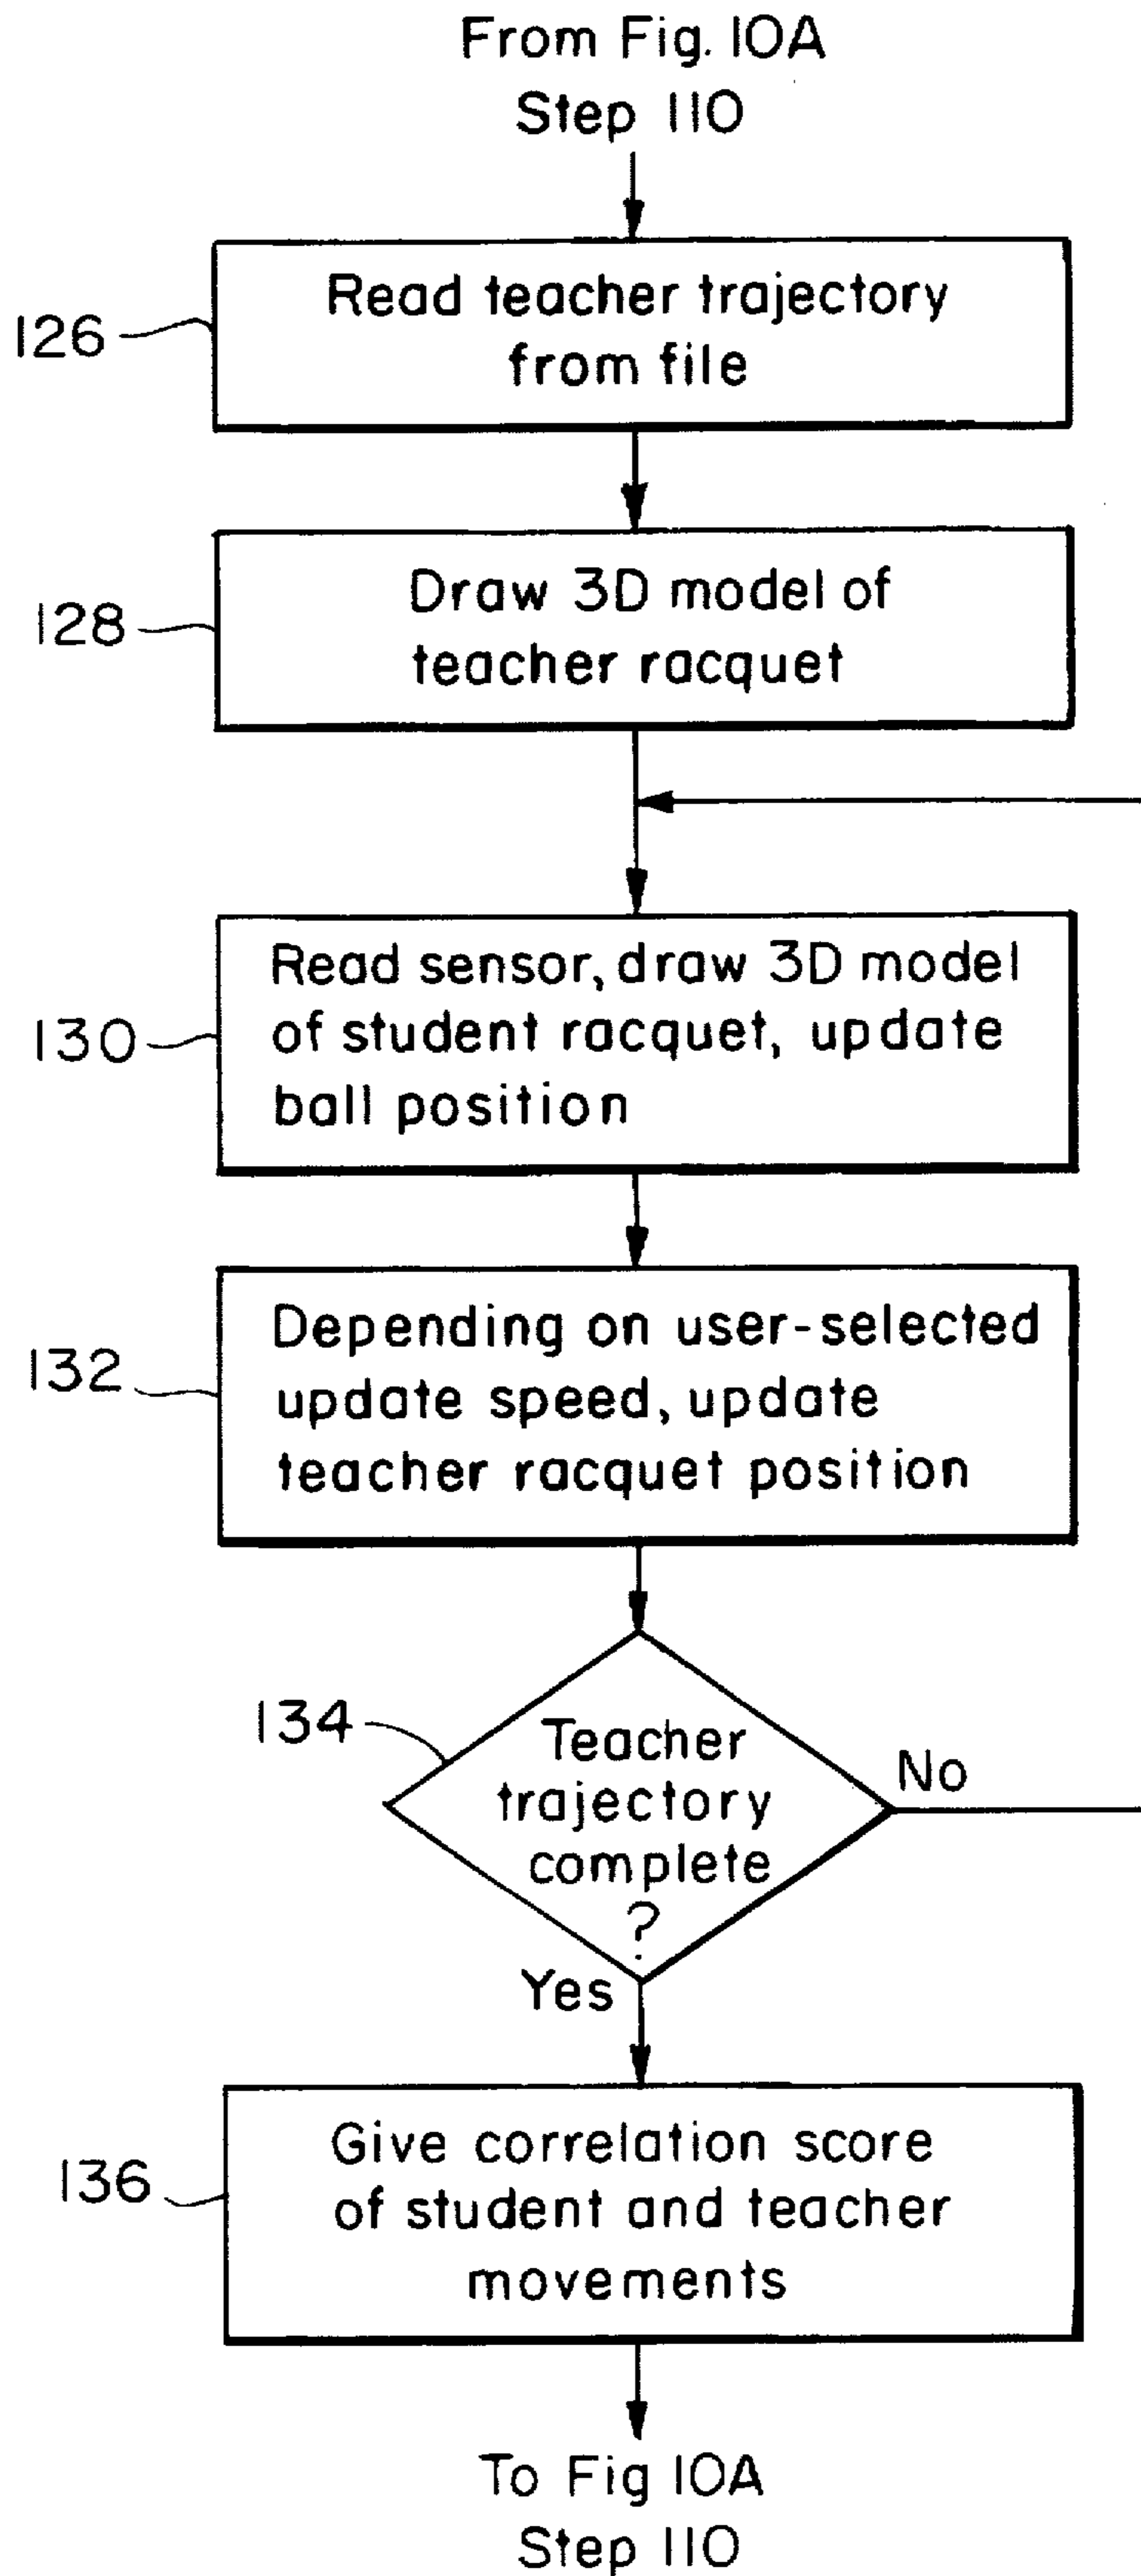 From Fig. 10A
Step 110
126
Read teacher trajectory
from file
128
Draw 3D model of
teacher racquet
130
Read sensor, draw 3D model
of student racquet, update
ball position
132
Depending on user-selected
update speed, update
teacher racquet position
134
Teacher
trajectory
complete
?
No
Yes
136
Give correlation score
of student and teacher
movements
To Fig 10A
Step 110